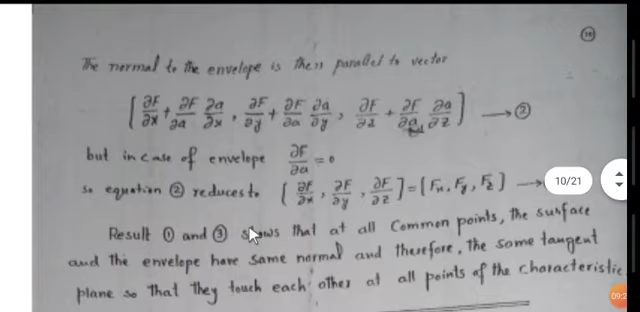 10
The normal to the envelope is then parallel to vector
[ ∂F/∂x + ∂F/∂a ∂a/∂x , ∂F/∂y + ∂F/∂a ∂a/∂y , ∂F/∂z + ∂F/∂a ∂a/∂z ] → ②
but in case of envelope ∂F/∂a = 0
so equation ② reduces to [ ∂F/∂x , ∂F/∂y , ∂F/∂z ] = [ Fx, Fy, Fz ] →
10/21
Result ① and ③ shows that at all Common points, the surface
and the envelope have same normal and therefore, the same tangent
plane so that they touch each other at all points of the characteristic
09:2